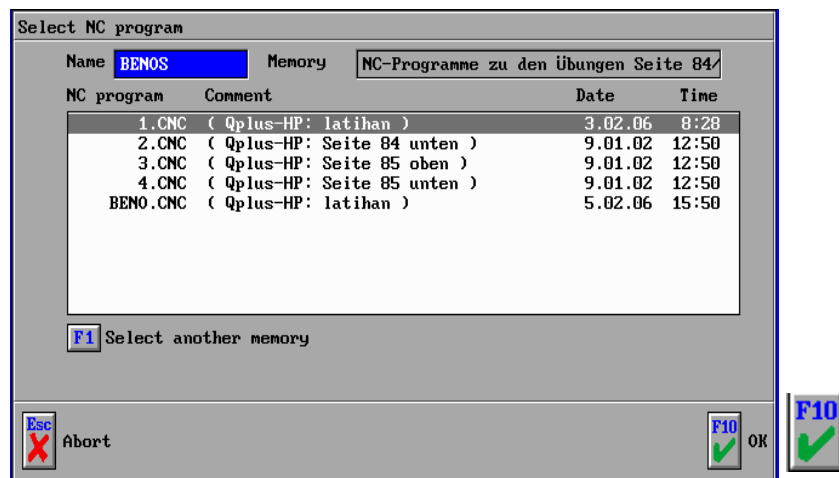 Select NC program
Name BENOS Memory NC-Programme zu den Übungen Seite 84/
NC program Comment Date Time
1.CNC ( Qplus-HP: latihan ) 3.02.06 8:28
2.CNC ( Qplus-HP: Seite 84 unten ) 9.01.02 12:50
3.CNC ( Qplus-HP: Seite 85 oben ) 9.01.02 12:50
4.CNC ( Qplus-HP: Seite 85 unten ) 9.01.02 12:50
BENO.CNC ( Qplus-HP: latihan ) 5.02.06 15:50
F1 Select another memory
Esc Abort F10 OK F10